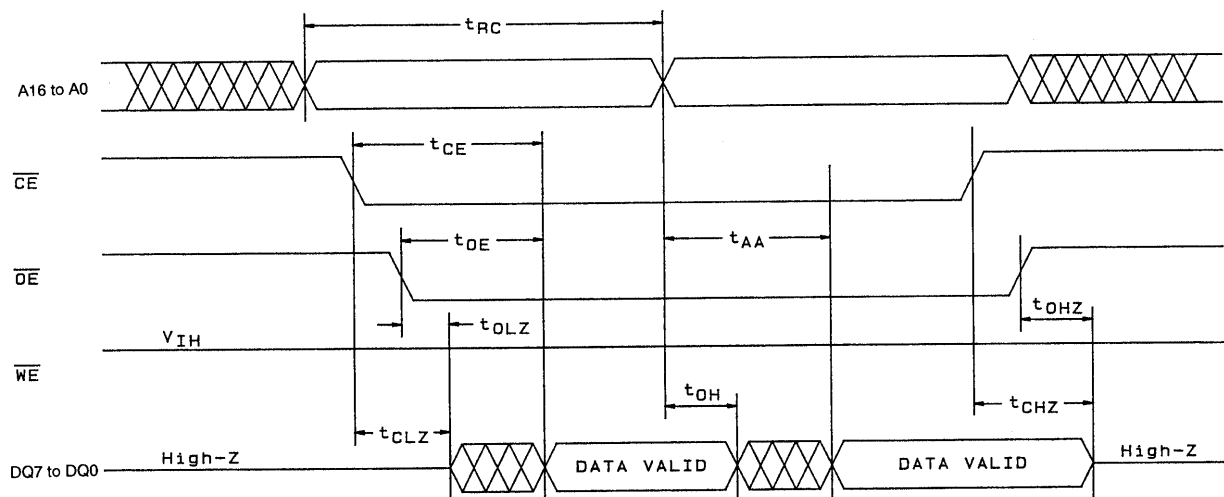 tRC
A16 to A0
tCE
CE
tOE
tAA
OE
tOLZ
tOHZ
VIH
WE
tOH
tCLZ
tCHZ
DQ7 to DQ0
High-Z
DATA VALID
DATA VALID
High-Z